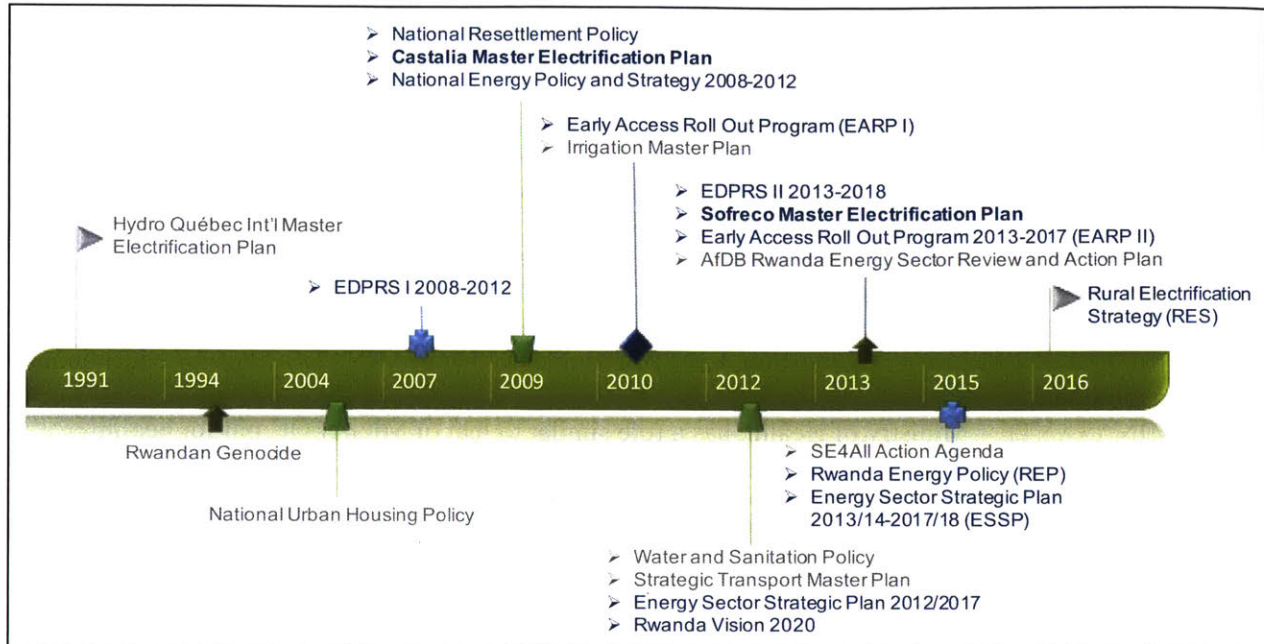 National Resettlement Policy
Castalia Master Electrification Plan
National Energy Policy and Strategy 2008-2012
Early Access Roll Out Program (EARP I)
Irrigation Master Plan
EDPRS II 2013-2018
Sofreco Master Electrification Plan
Early Access Roll Out Program 2013-2017 (EARP II)
AfDB Rwanda Energy Sector Review and Action Plan
Hydro Québec Int'l Master
Electrification Plan
EDPRS I 2008-2012
Rural Electrification
Strategy (RES)
1991 1994 2004 2007 2009 2010 2012 2013 2015 2016
Rwandan Genocide
National Urban Housing Policy
SE4All Action Agenda
Rwanda Energy Policy (REP)
Energy Sector Strategic Plan
2013/14-2017/18 (ESSP)
Water and Sanitation Policy
Strategic Transport Master Plan
Energy Sector Strategic Plan 2012/2017
Rwanda Vision 2020